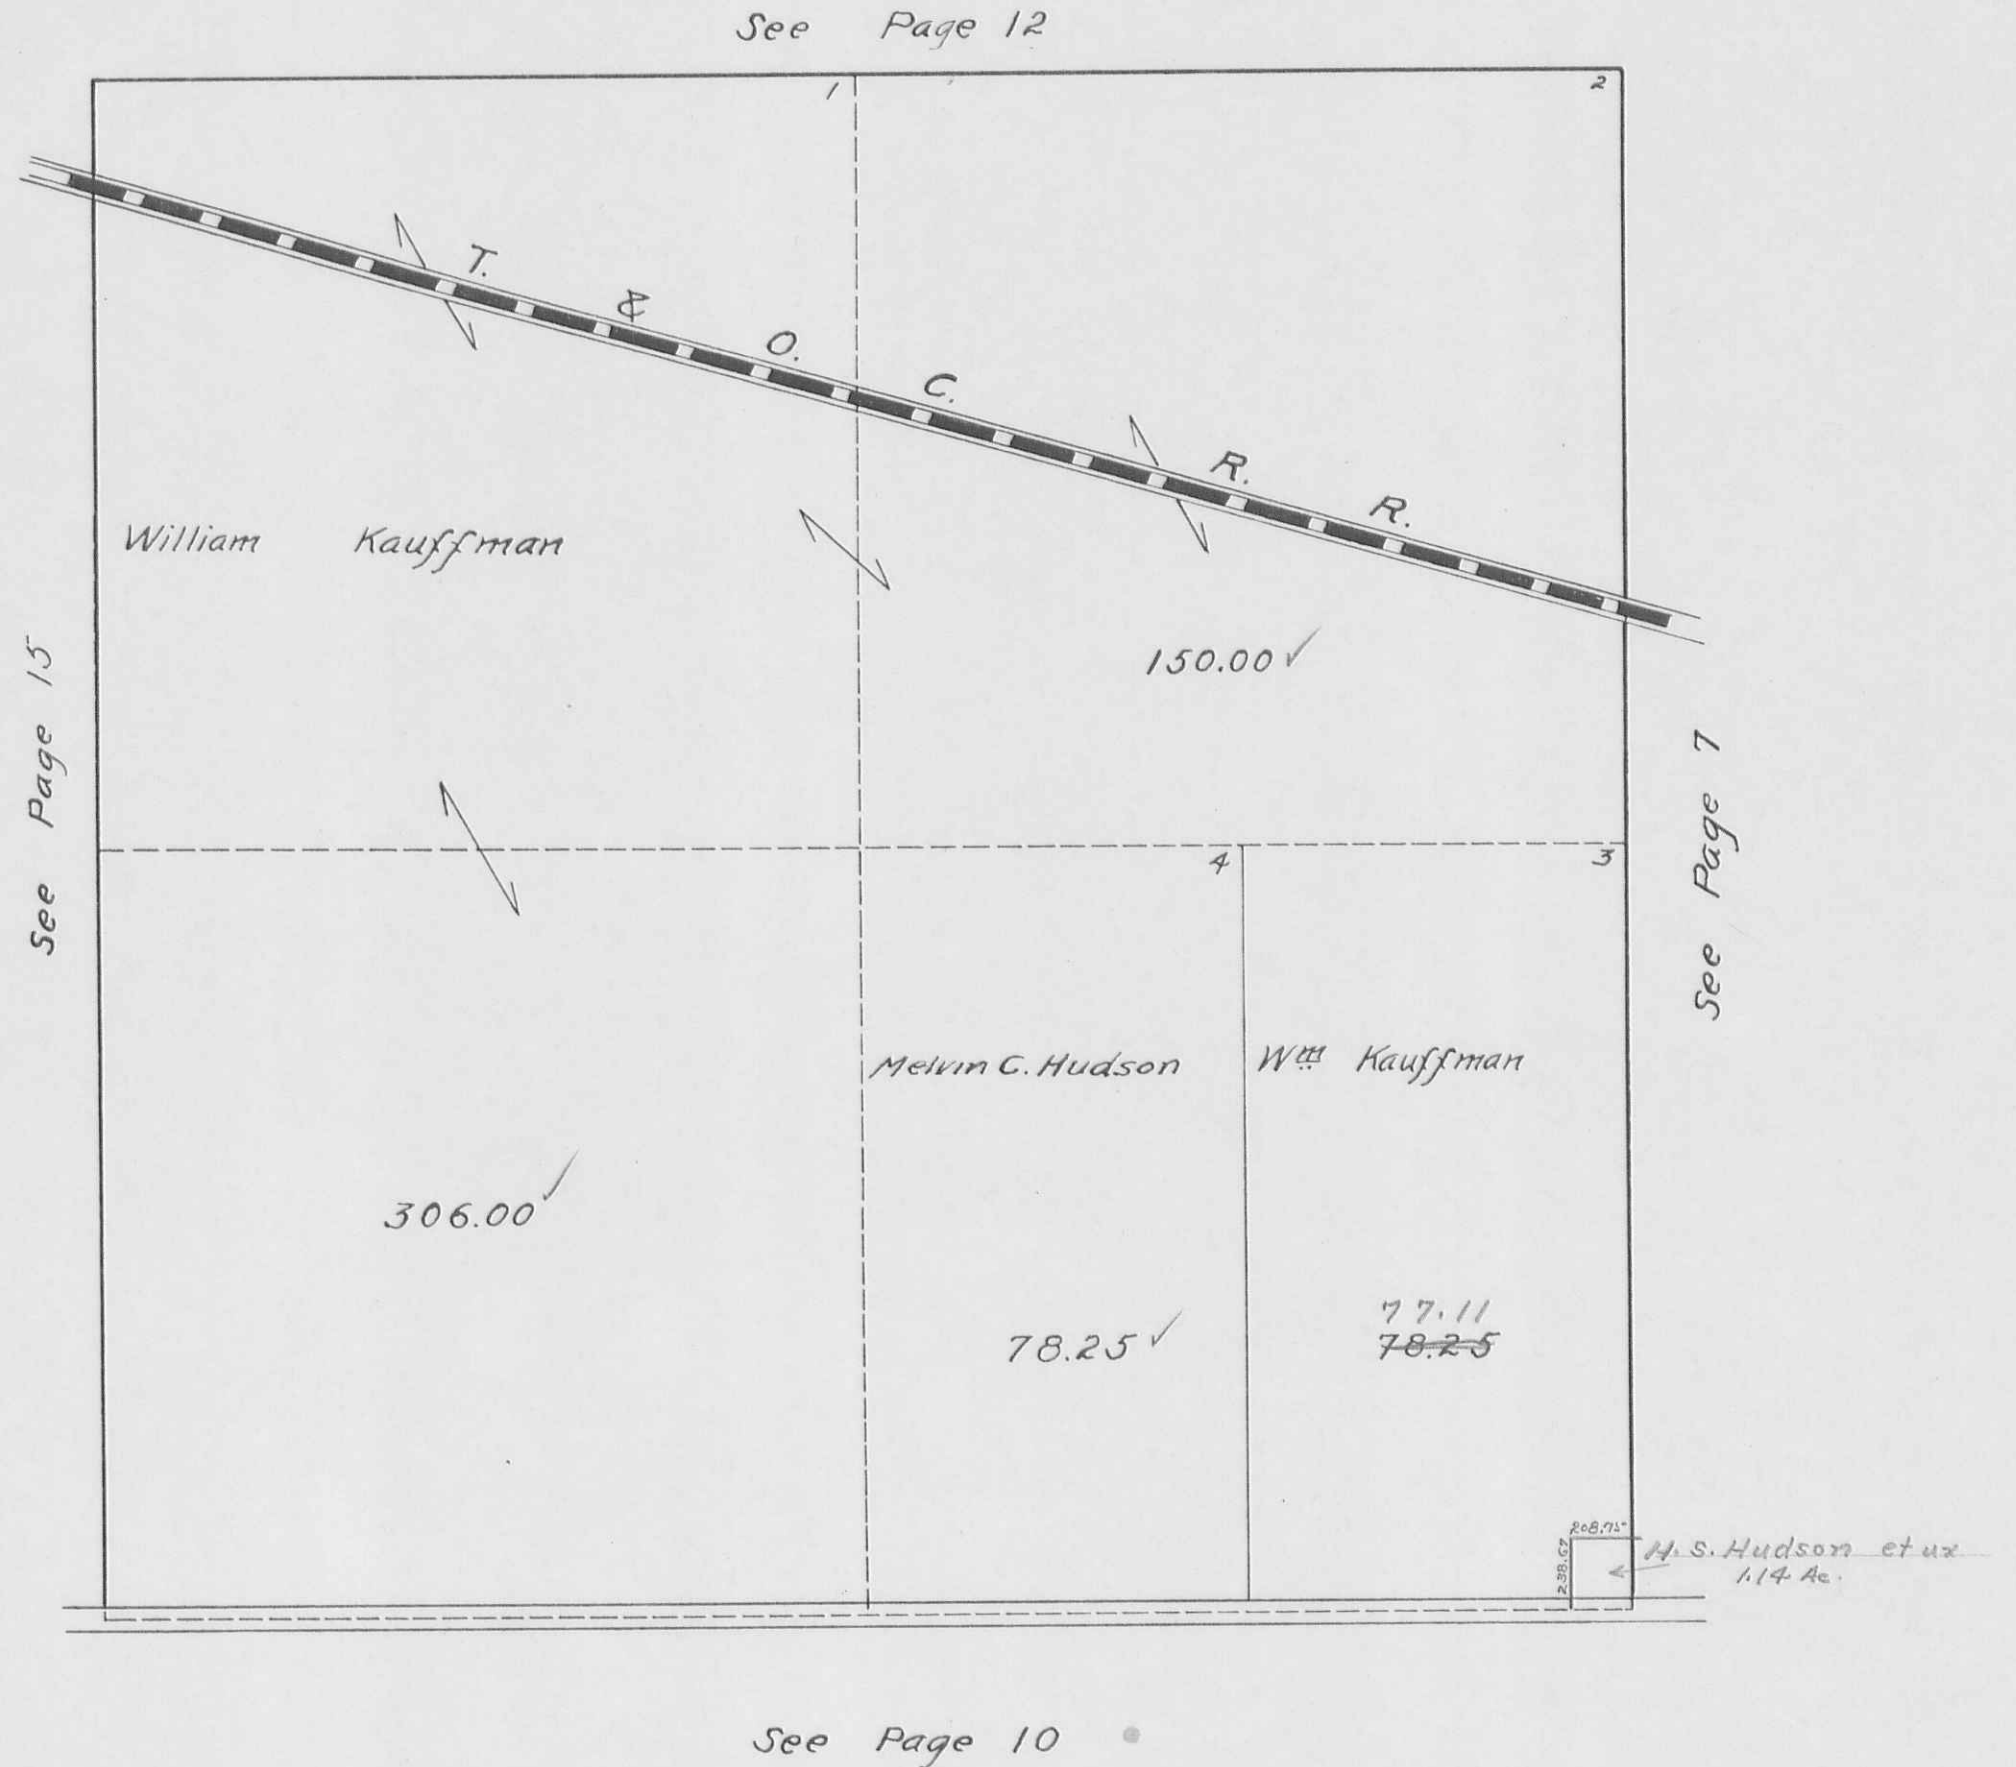 See Page 12
1
2
T. & O. C. R. R.
William Kauffman
150.00 ✓
See Page 15
See Page 7
4
3
Melvin C. Hudson
Wm Kauffman
306.00 ✓
77.11
78.25 ✓
78.25
208.75
238.67
H. S. Hudson et ux
1.14 Ac.
See Page 10